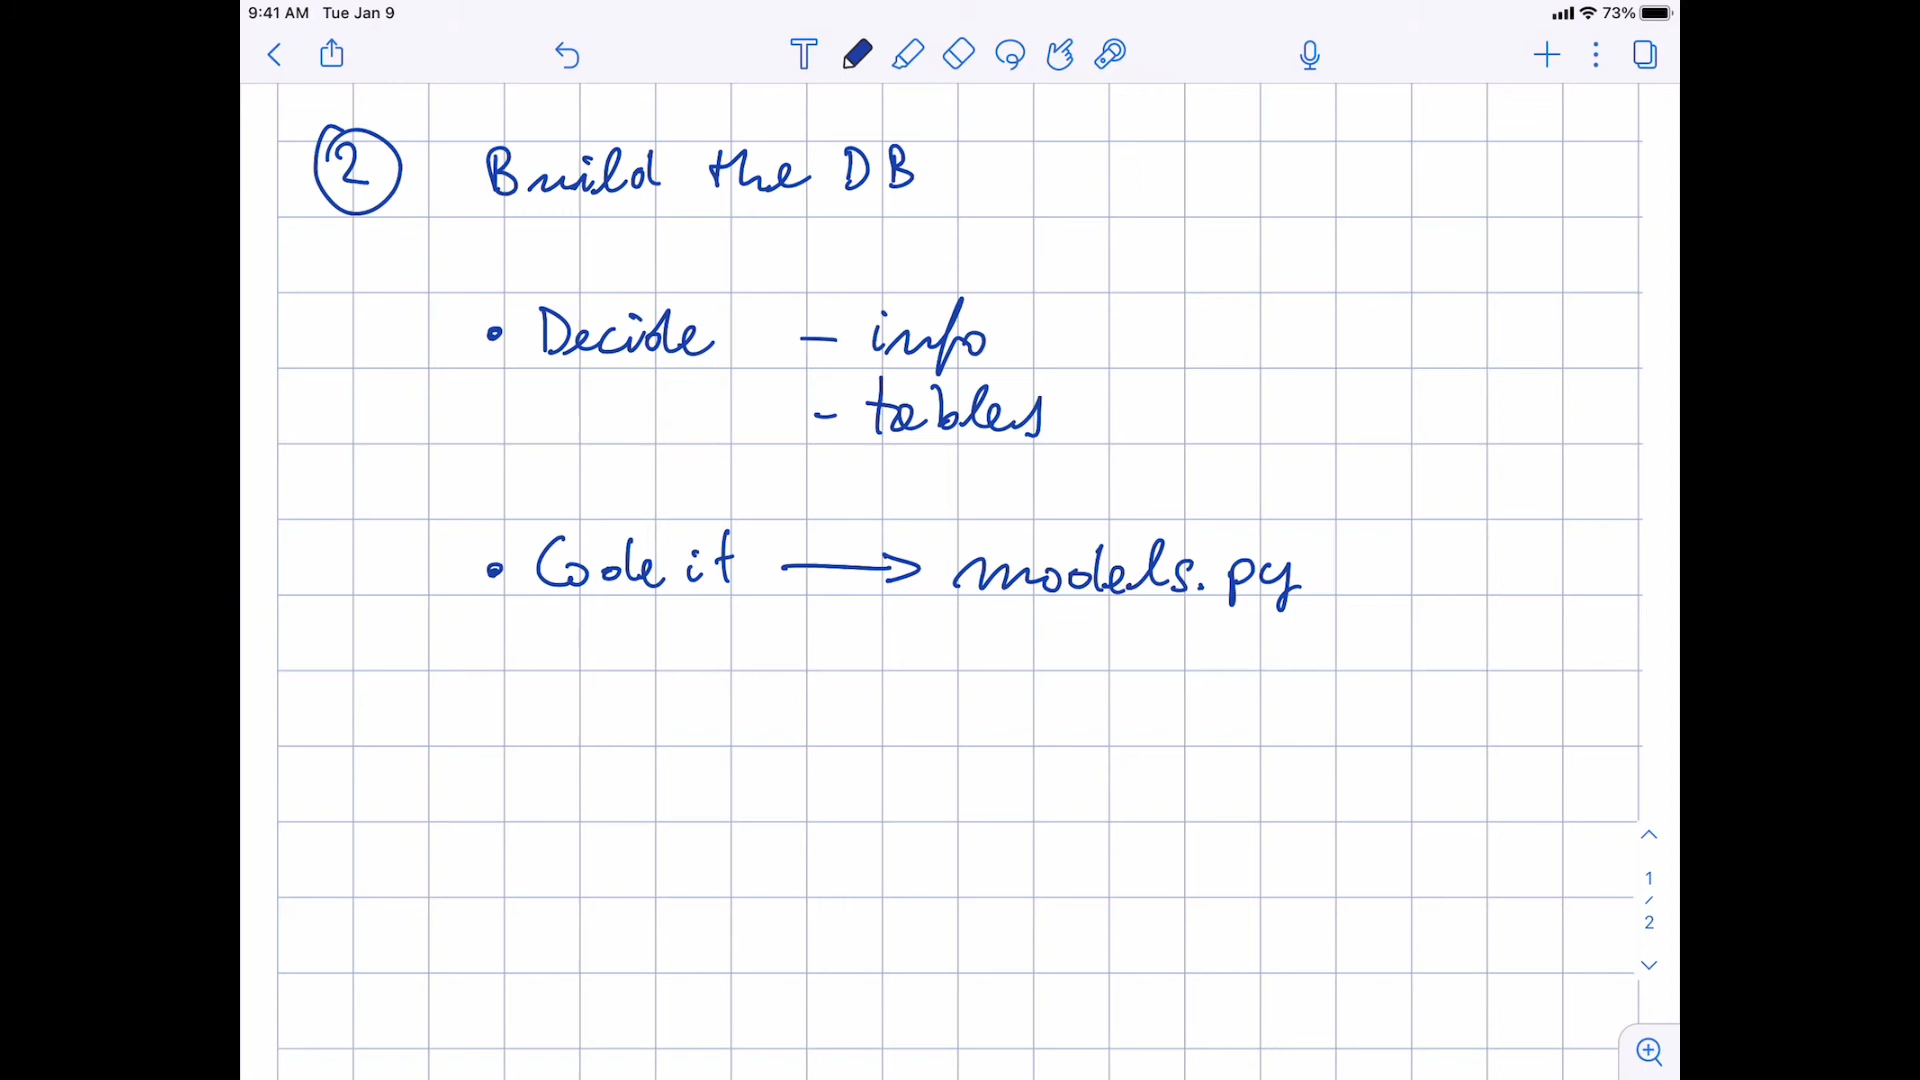 9:41 AM Tue Jan 9 73%
T
② Build the DB
• Decide - info
- tables
• Code it → models.py
1
/
2